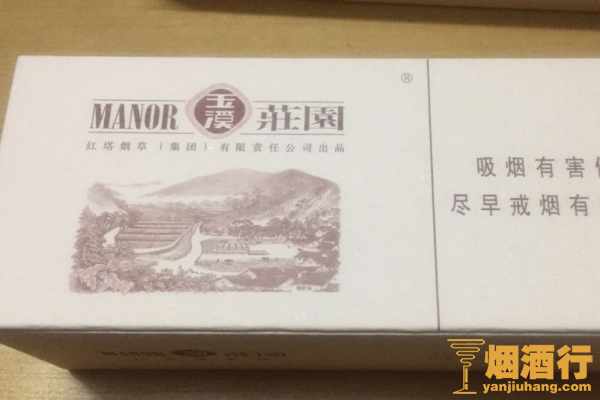 MANOR 玉溪 莊園 ®
红塔烟草（集团）有限责任公司出品
吸烟有害
尽早戒烟有
MANOR
烟酒行
yanjiuhang.com